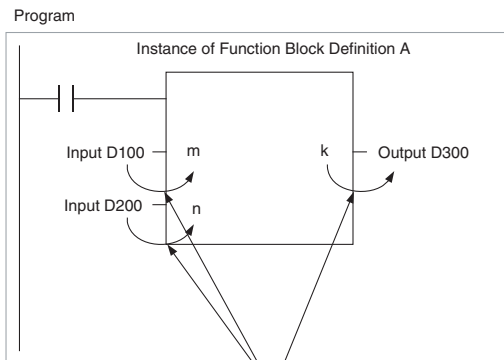 Program
Instance of Function Block Definition A
Input D100 m k Output D300
Input D200 n